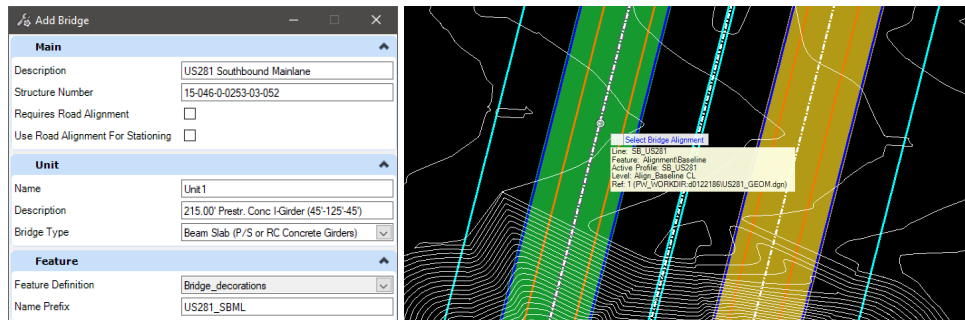 Add Bridge
Main
Description
US281 Southbound Mainlane
Structure Number
15-046-0-0253-03-052
Requires Road Alignment
Use Road Alignment For Stationing
Unit
Name
Unit1
Description
215.00' Prestr. Conc I-Girder (45'-125'-45')
Bridge Type
Beam Slab (P/S or RC Concrete Girders)
Feature
Feature Definition
Bridge_decorations
Name Prefix
US281_SBML
Select Bridge Alignment
Line: SB_US281
Feature: Alignment\Baseline
Active Profile: SB_US281
Level: Align_Baseline CL
Ref: 1 (PW_WORKDIR:d0122186\US281_GEOM.dgn)